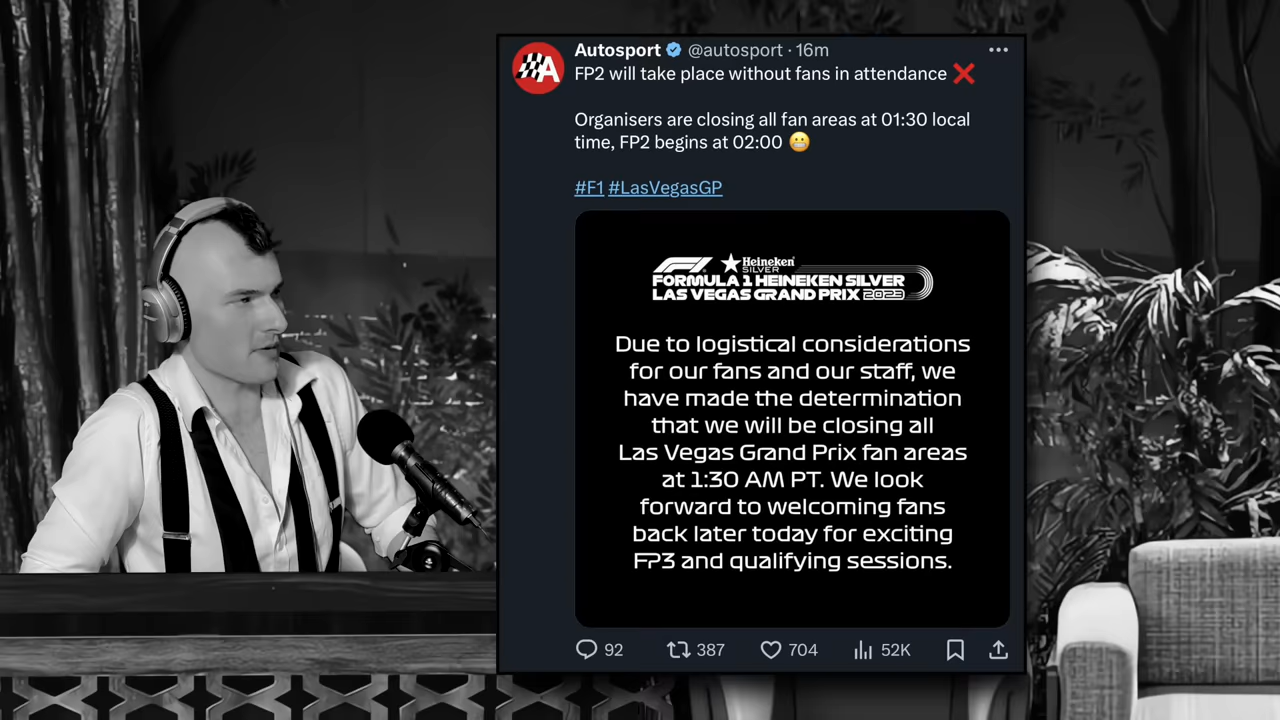 Autosport @autosport · 16m
FP2 will take place without fans in attendance ❌
Organisers are closing all fan areas at 01:30 local
time, FP2 begins at 02:00 😬
#F1 #LasVegasGP
A
F1 Heineken
SILVER
FORMULA 1 HEINEKEN SILVER
LAS VEGAS GRAND PRIX 2023
Due to logistical considerations
for our fans and our staff, we
have made the determination
that we will be closing all
Las Vegas Grand Prix fan areas
at 1:30 AM PT. We look
forward to welcoming fans
back later today for exciting
FP3 and qualifying sessions.
92 387 704 52K